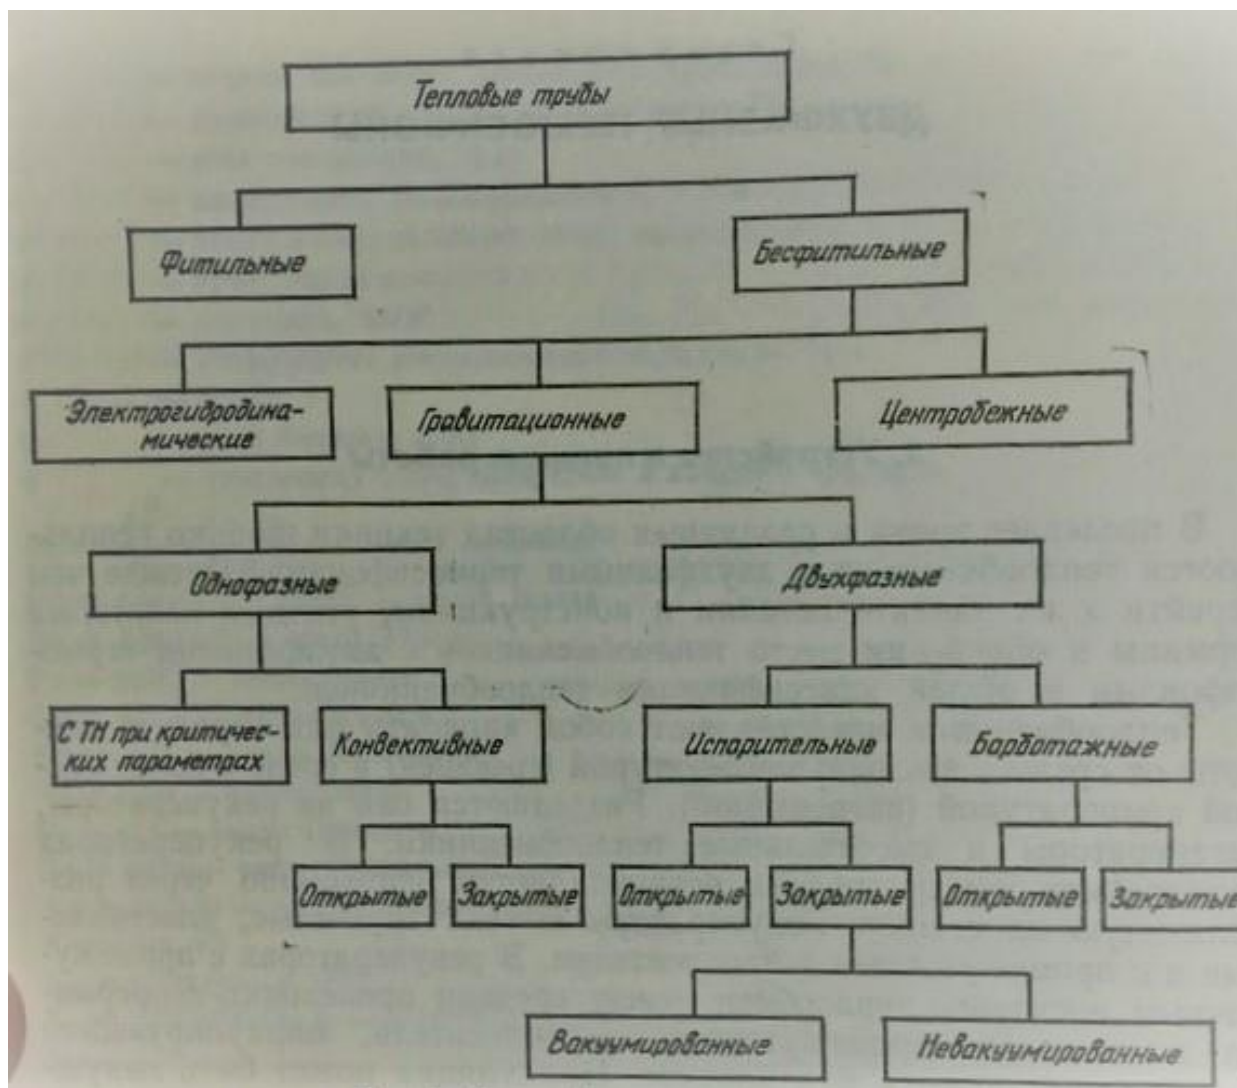 Тепловые трубы
Фитильные
Бесфитильные
Электрогидродина-
мические
Гравитационные
Центробежные
Однофазные
Двухфазные
С ТН при критичес-
ких параметрах
Конвективные
Испарительные
Барботажные
Открытые
Закрытые
Открытые
Закрытые
Открытые
Закрытые
Вакуумированные
Невакуумированные